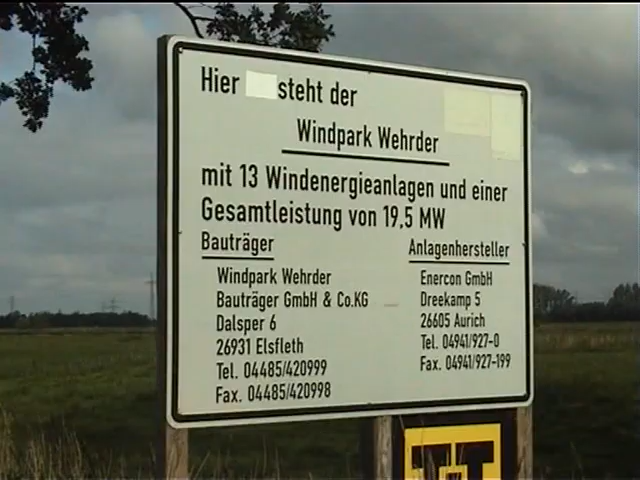 Hier steht der
Windpark Wehrder
mit 13 Windenergieanlagen und einer
Gesamtleistung von 19,5 MW
Bauträger
Windpark Wehrder
Bauträger GmbH & Co.KG
Dalsper 6
26931 Elsfleth
Tel. 04485/420999
Fax. 04485/420998
Anlagenhersteller
Enercon GmbH
Dreekamp 5
26605 Aurich
Tel. 04941/927-0
Fax. 04941/927-199